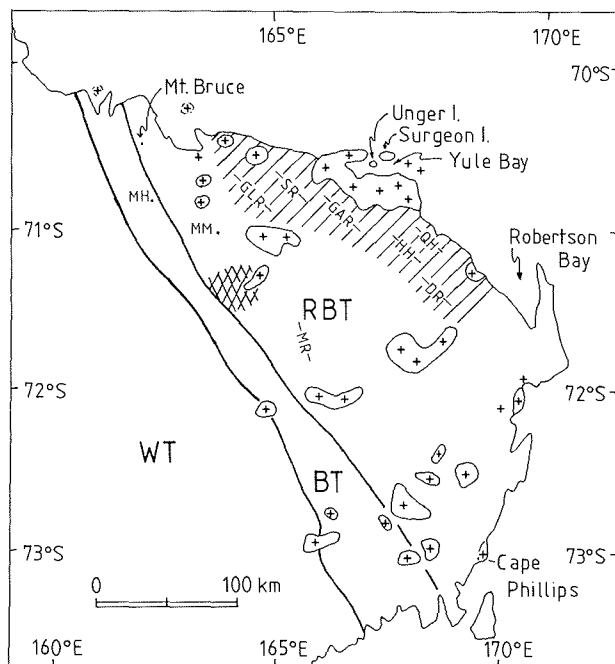 165°E
170°E
70°S
Mt. Bruce
Unger I.
Surgeon I.
Yule Bay
MH.
MM.
-GLR-
-SR-
-GAR-
-HH-
-QH-
-DR-
71°S
Robertson
Bay
RBT
-MR-
72°S
72°S
WT
BT
73°S
73°S
0
100 km
Cape
Phillips
160°E
165°E
170°E